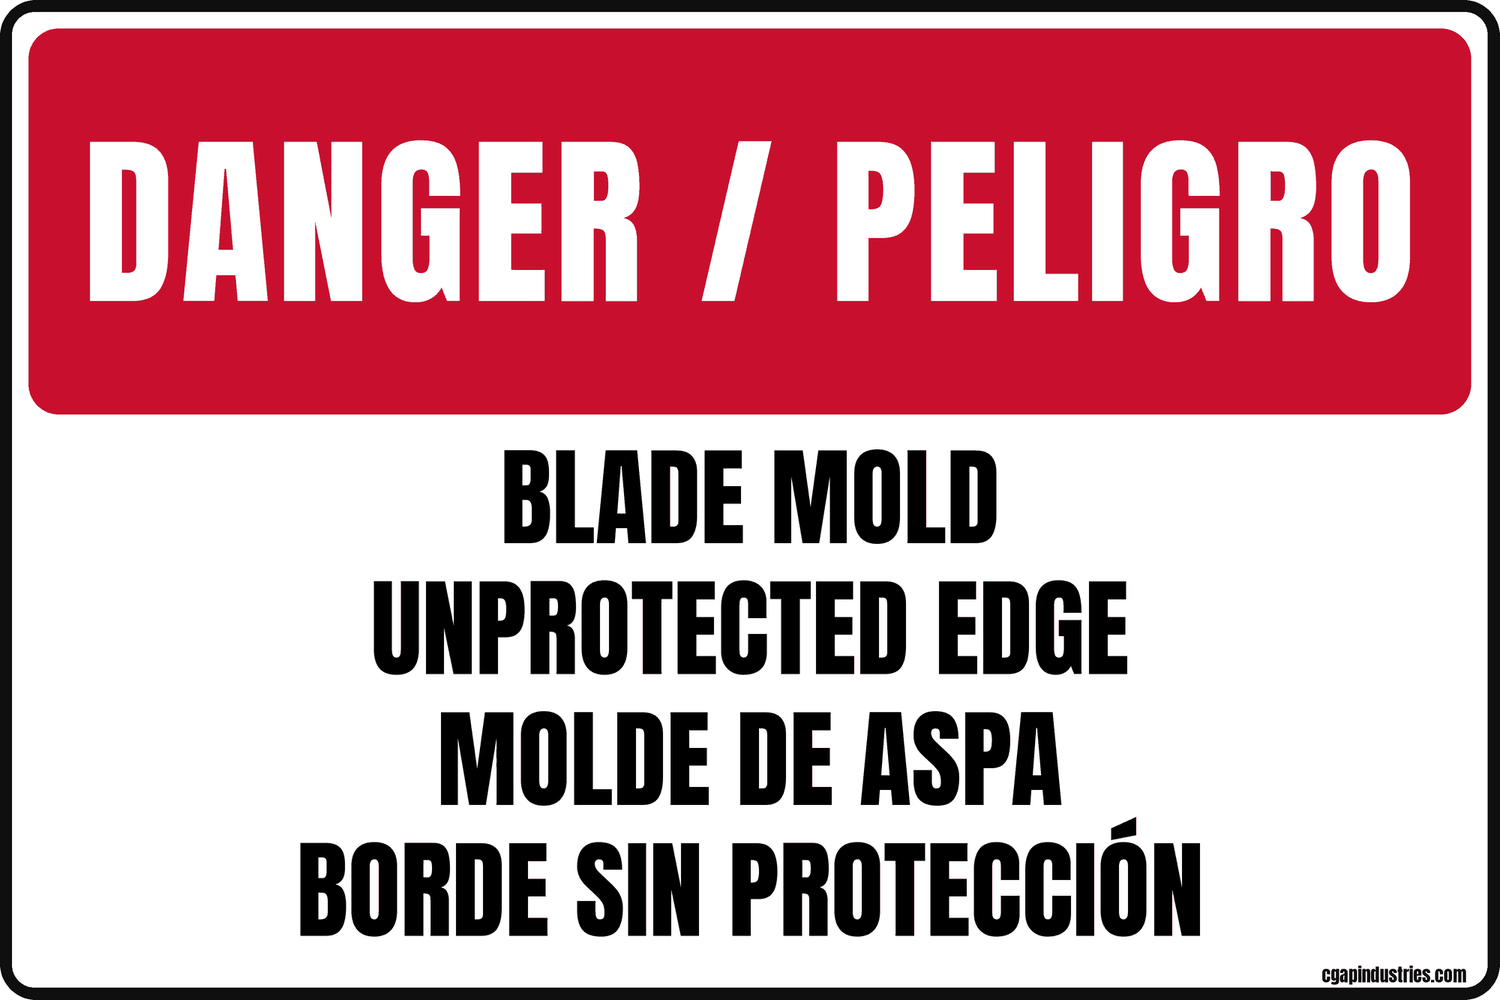 DANGER / PELIGRO
BLADE MOLD
UNPROTECTED EDGE
MOLDE DE ASPA
BORDE SIN PROTECCIÓN
cgapindustries.com